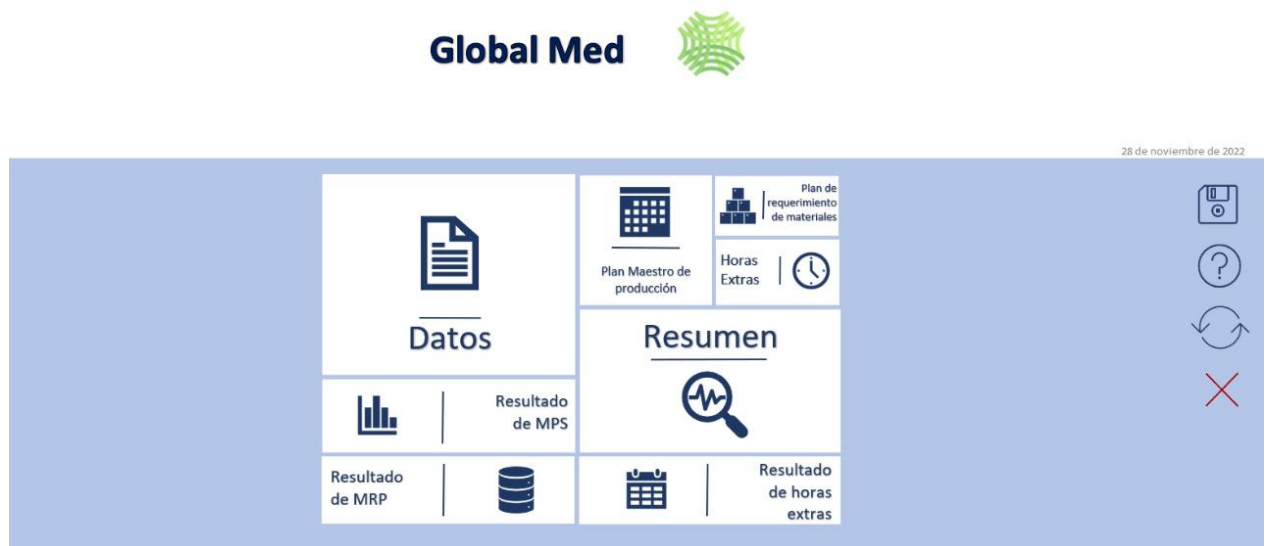 Global Med
28 de noviembre de 2022
Datos
Plan Maestro de
producción
Plan de
requerimiento
de materiales
Horas
Extras
Resumen
Resultado
de MPS
Resultado
de MRP
Resultado
de horas
extras